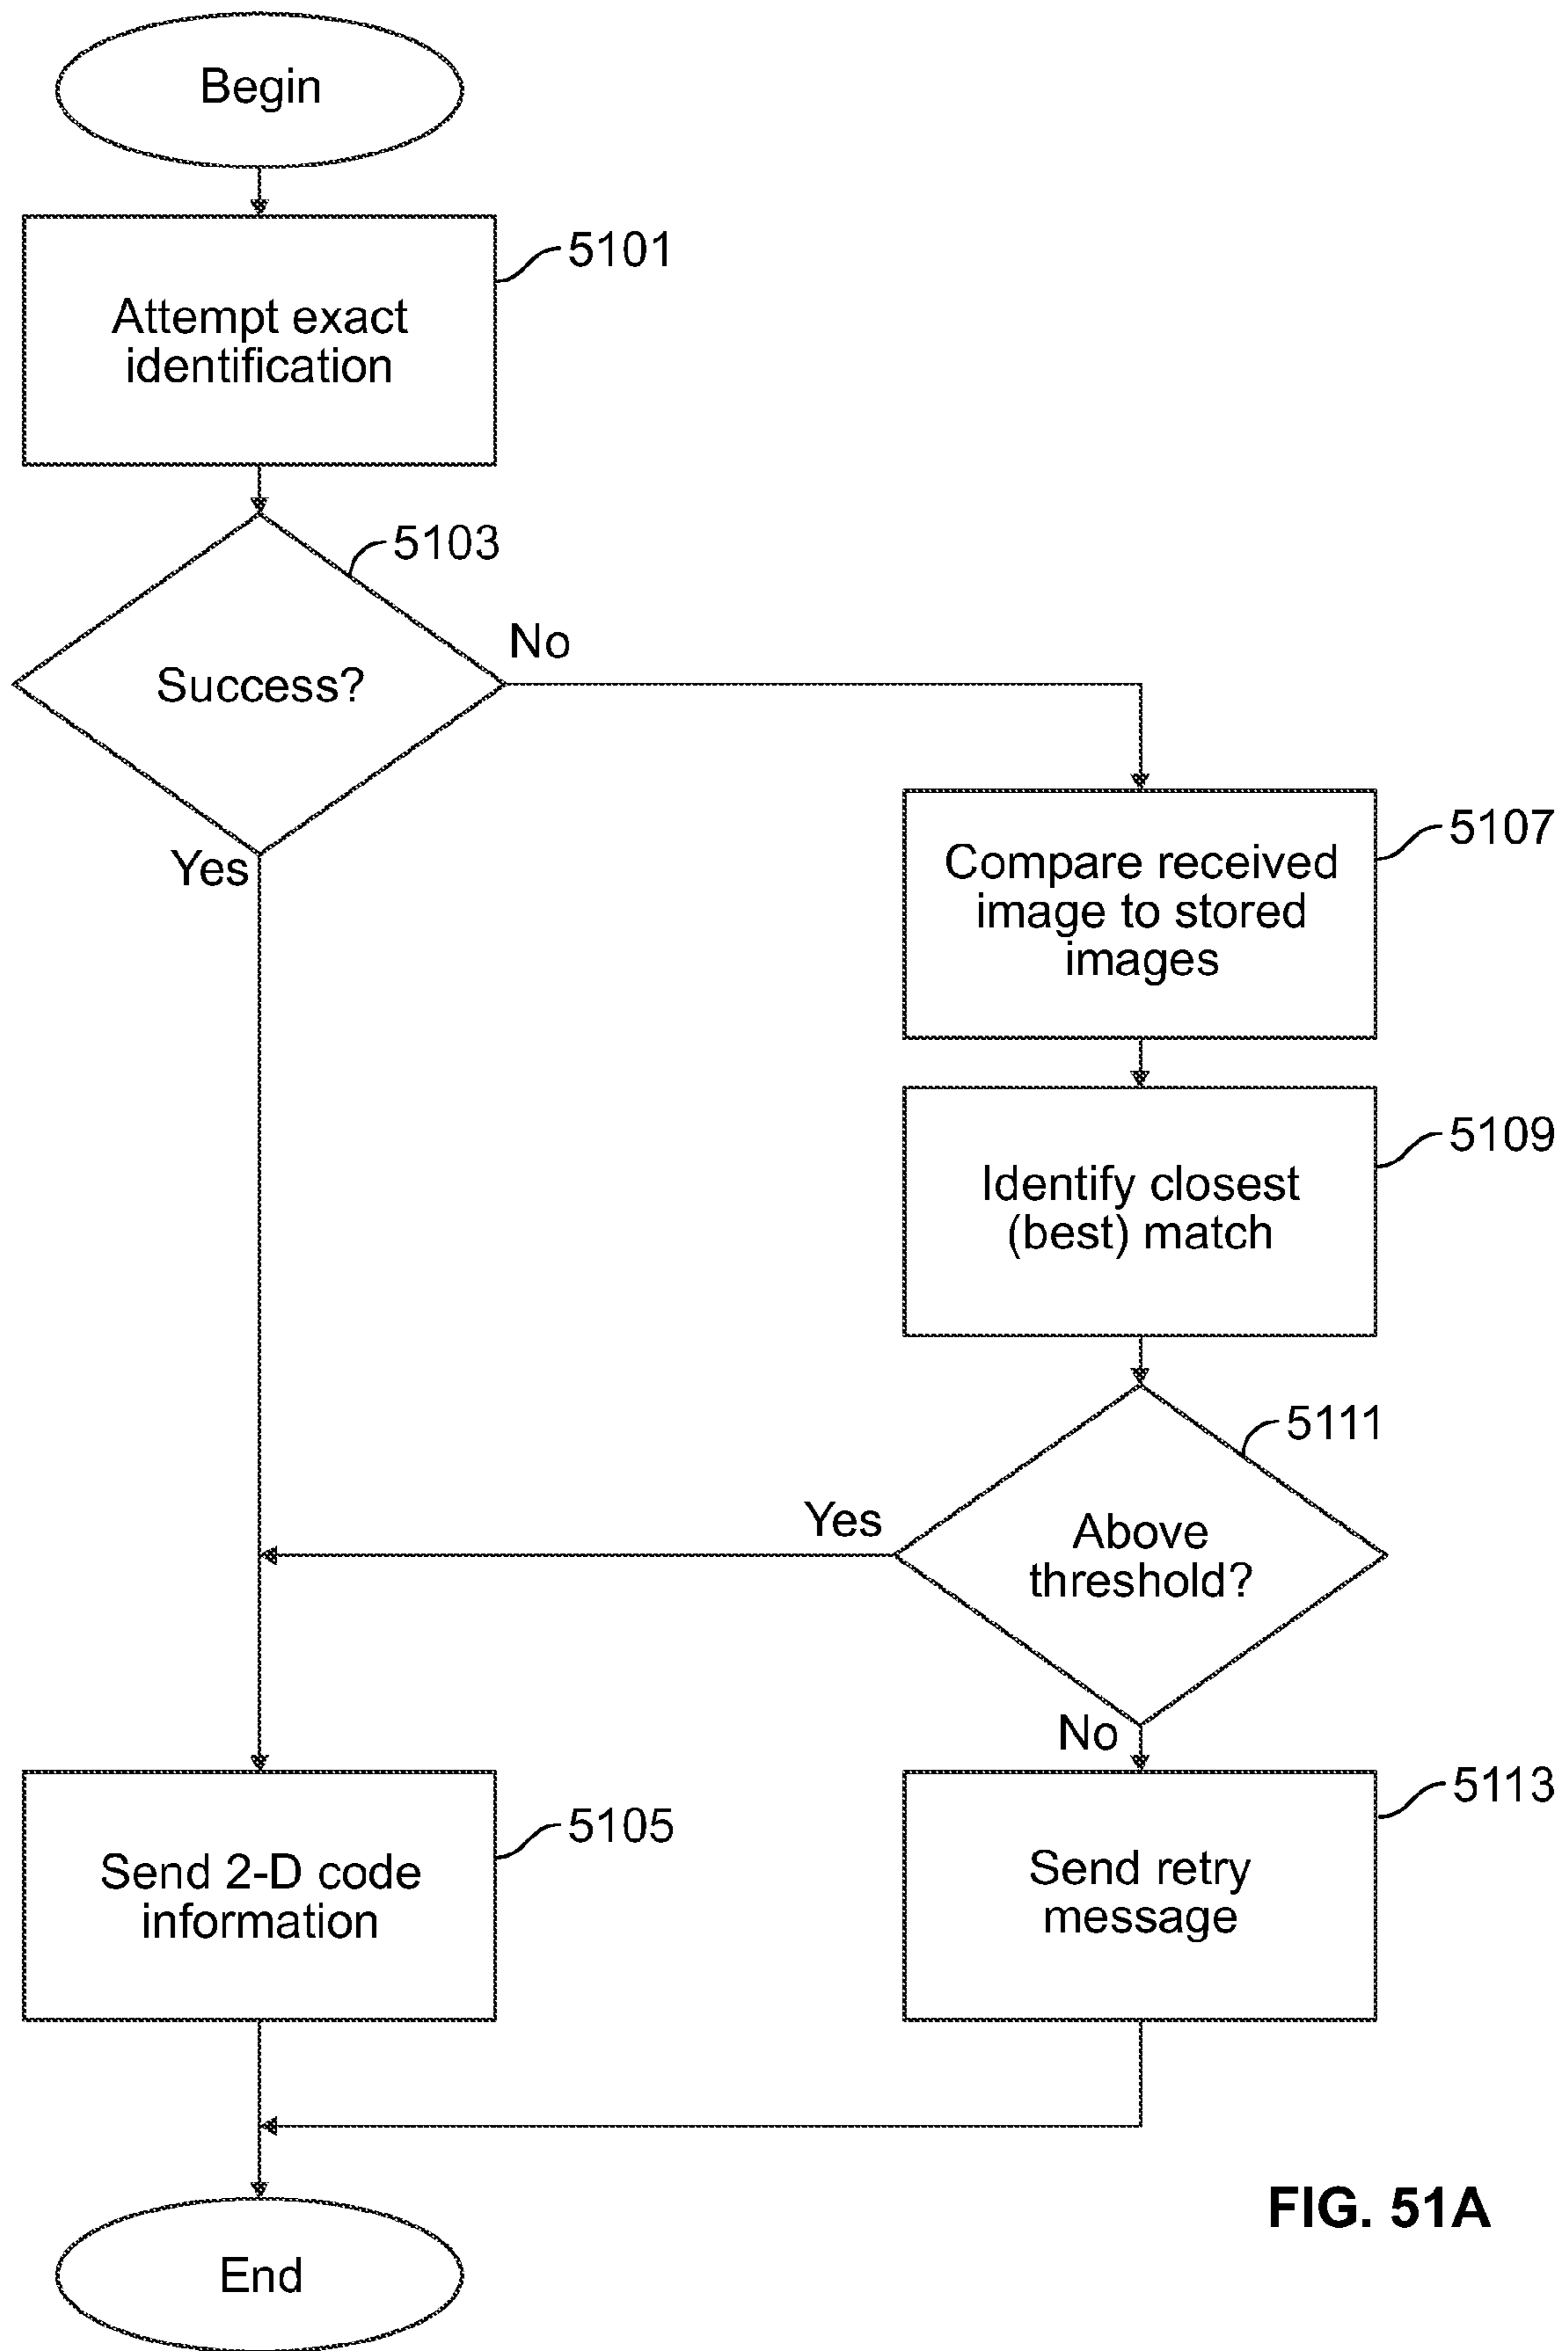 Begin
5101
Attempt exact
identification
5103
Success?
No
Yes
5107
Compare received
image to stored
images
5109
Identify closest
(best) match
5111
Above
threshold?
Yes
No
5105
Send 2-D code
information
5113
Send retry
message
End
FIG. 51A